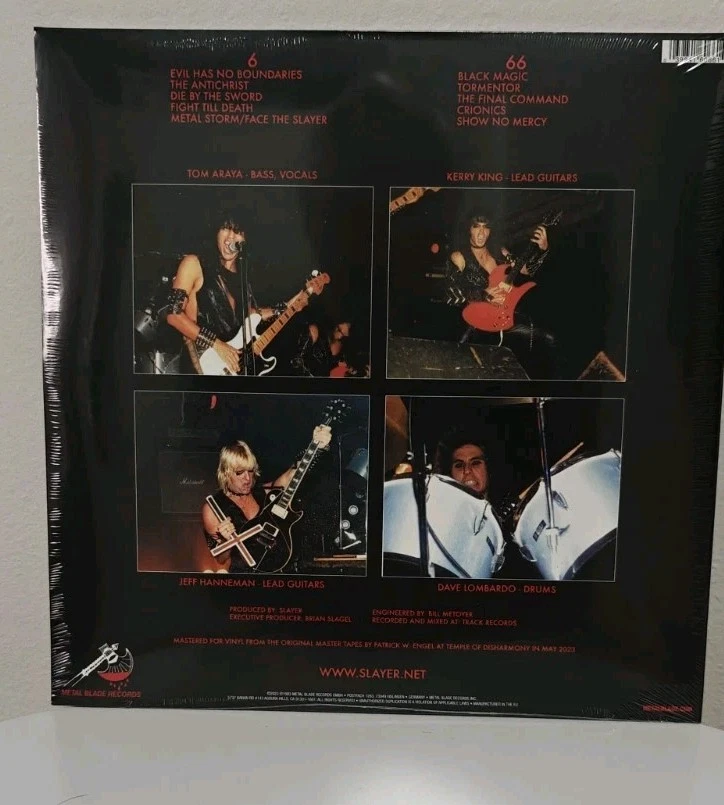 6
EVIL HAS NO BOUNDARIES
THE ANTICHRIST
DIE BY THE SWORD
FIGHT TILL DEATH
METAL STORM/FACE THE SLAYER
66
BLACK MAGIC
TORMENTOR
THE FINAL COMMAND
CRIONICS
SHOW NO MERCY
TOM ARAYA - BASS, VOCALS
KERRY KING - LEAD GUITARS
Marshall
JEFF HANNEMAN - LEAD GUITARS
DAVE LOMBARDO - DRUMS
PRODUCED BY: SLAYER
EXECUTIVE PRODUCER: BRIAN SLAGEL
ENGINEERED BY: BILL METOYER
RECORDED AND MIXED AT: TRACK RECORDS
MASTERED FOR VINYL FROM THE ORIGINAL MASTER TAPES BY PATRICK W. ENGEL AT TEMPLE OF DISHARMONY IN MAY 2023
WWW.SLAYER.NET
METAL BLADE RECORDS